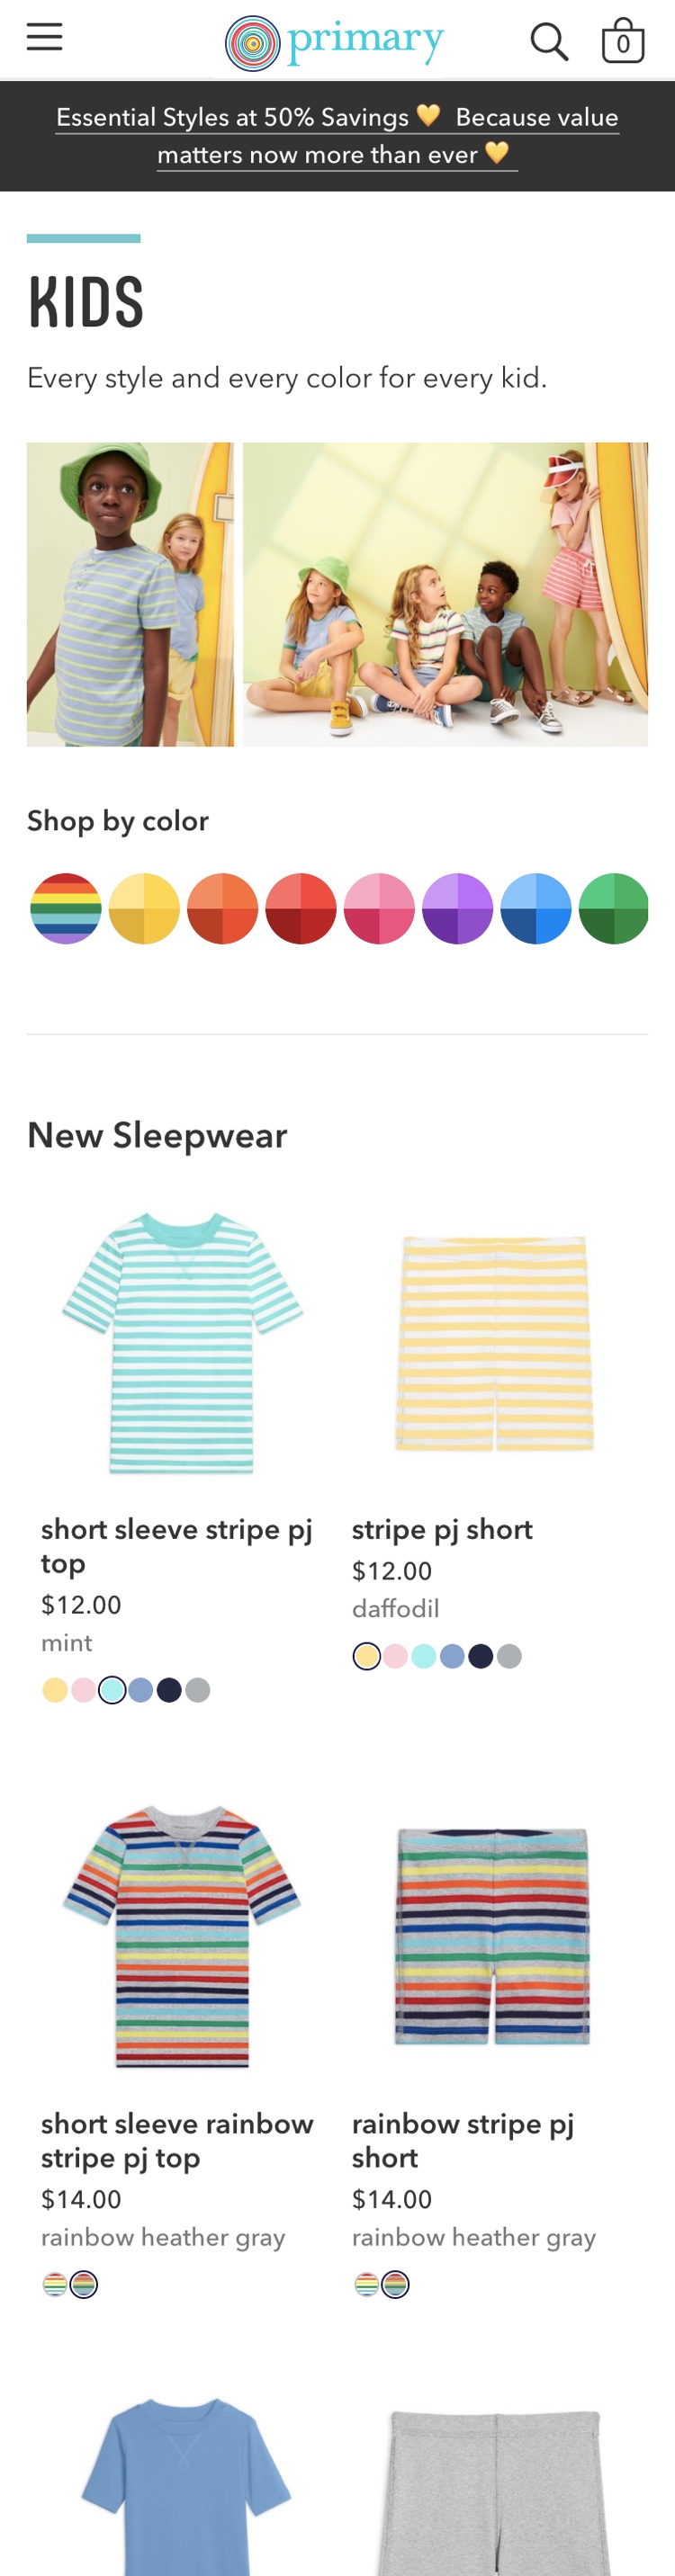 primary
0
Essential Styles at 50% Savings 💛 Because value
matters now more than ever 💛
KIDS
Every style and every color for every kid.
Shop by color
New Sleepwear
short sleeve stripe pj
top
$12.00
mint
stripe pj short
$12.00
daffodil
short sleeve rainbow
stripe pj top
$14.00
rainbow heather gray
rainbow stripe pj
short
$14.00
rainbow heather gray